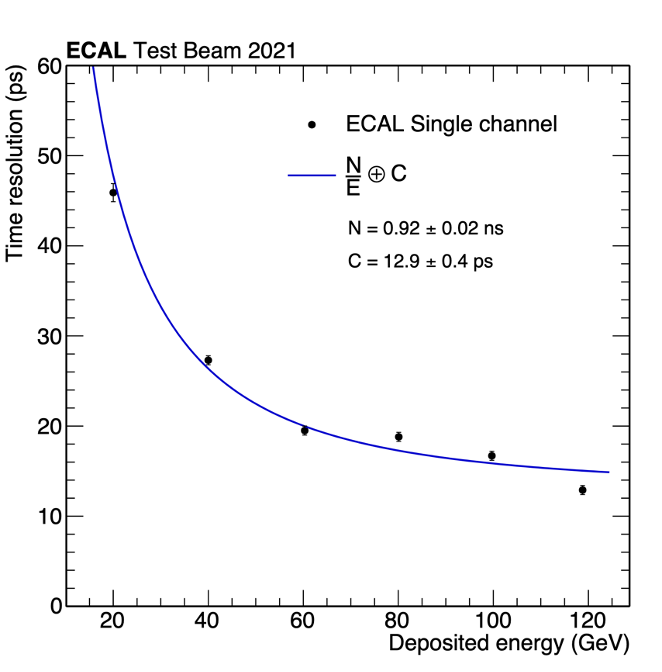 ECAL Test Beam 2021
Time resolution (ps)
60
50
40
30
20
10
0
ECAL Single channel
N
E
⊕ C
N = 0.92 ± 0.02 ns
C = 12.9 ± 0.4 ps
20 40 60 80 100 120
Deposited energy (GeV)